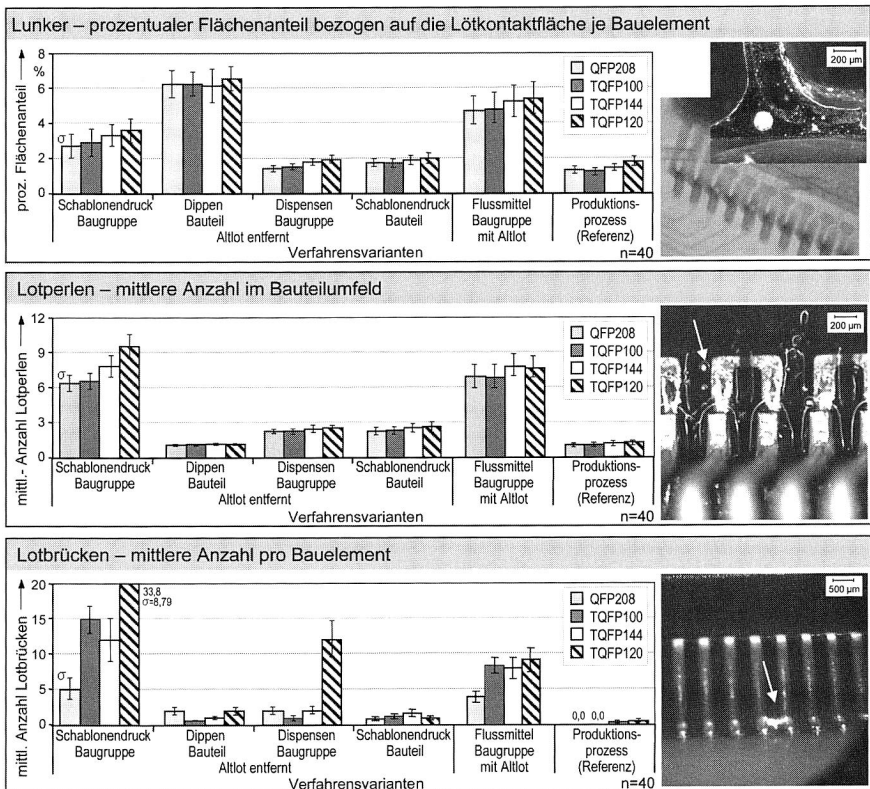 Lunker – prozentualer Flächenanteil bezogen auf die Lötkontaktfläche je Bauelement
proz. Flächenanteil
8
%
6
4
2
0
σ
QFP208
TQFP100
TQFP144
TQFP120
200 µm
Schablonendruck Dippen Dispensen Schablonendruck Flussmittel Produktions-
Baugruppe Bauteil Baugruppe Bauteil Baugruppe prozess
Altlot entfernt mit Altlot (Referenz)
Verfahrensvarianten n=40
Lotperlen – mittlere Anzahl im Bauteilumfeld
mittl.- Anzahl Lotperlen
12
9
6
3
0
σ
QFP208
TQFP100
TQFP144
TQFP120
200 µm
Schablonendruck Dippen Dispensen Schablonendruck Flussmittel Produktions-
Baugruppe Bauteil Baugruppe Bauteil Baugruppe prozess
Altlot entfernt mit Altlot (Referenz)
Verfahrensvarianten n=40
Lotbrücken – mittlere Anzahl pro Bauelement
mittl. Anzahl Lotbrücken
20
15
10
5
0
σ
33,8
σ=8,79
QFP208
TQFP100
TQFP144
TQFP120
0,0 0,0
500 µm
Schablonendruck Dippen Dispensen Schablonendruck Flussmittel Produktions-
Baugruppe Bauteil Baugruppe Bauteil Baugruppe prozess
Altlot entfernt mit Altlot (Referenz)
Verfahrensvarianten n=40